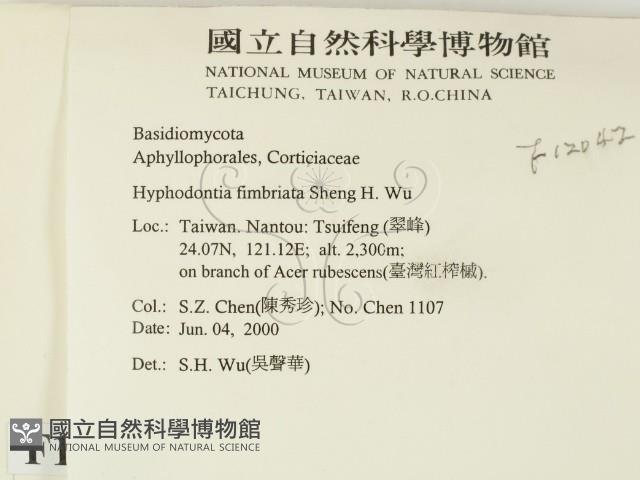 國立自然科學博物館
NATIONAL MUSEUM OF NATURAL SCIENCE
TAICHUNG, TAIWAN, R.O.CHINA
F12042
Basidiomycota
Aphyllophorales, Corticiaceae
Hyphodontia fimbriata Sheng H. Wu
Loc.: Taiwan. Nantou: Tsuifeng (翠峰)
24.07N, 121.12E; alt. 2,300m;
on branch of Acer rubescens(臺灣紅榨槭).
Col.: S.Z. Chen(陳秀珍); No. Chen 1107
Date: Jun. 04, 2000
Det.: S.H. Wu(吳聲華)
國立自然科學博物館
NATIONAL MUSEUM OF NATURAL SCIENCE